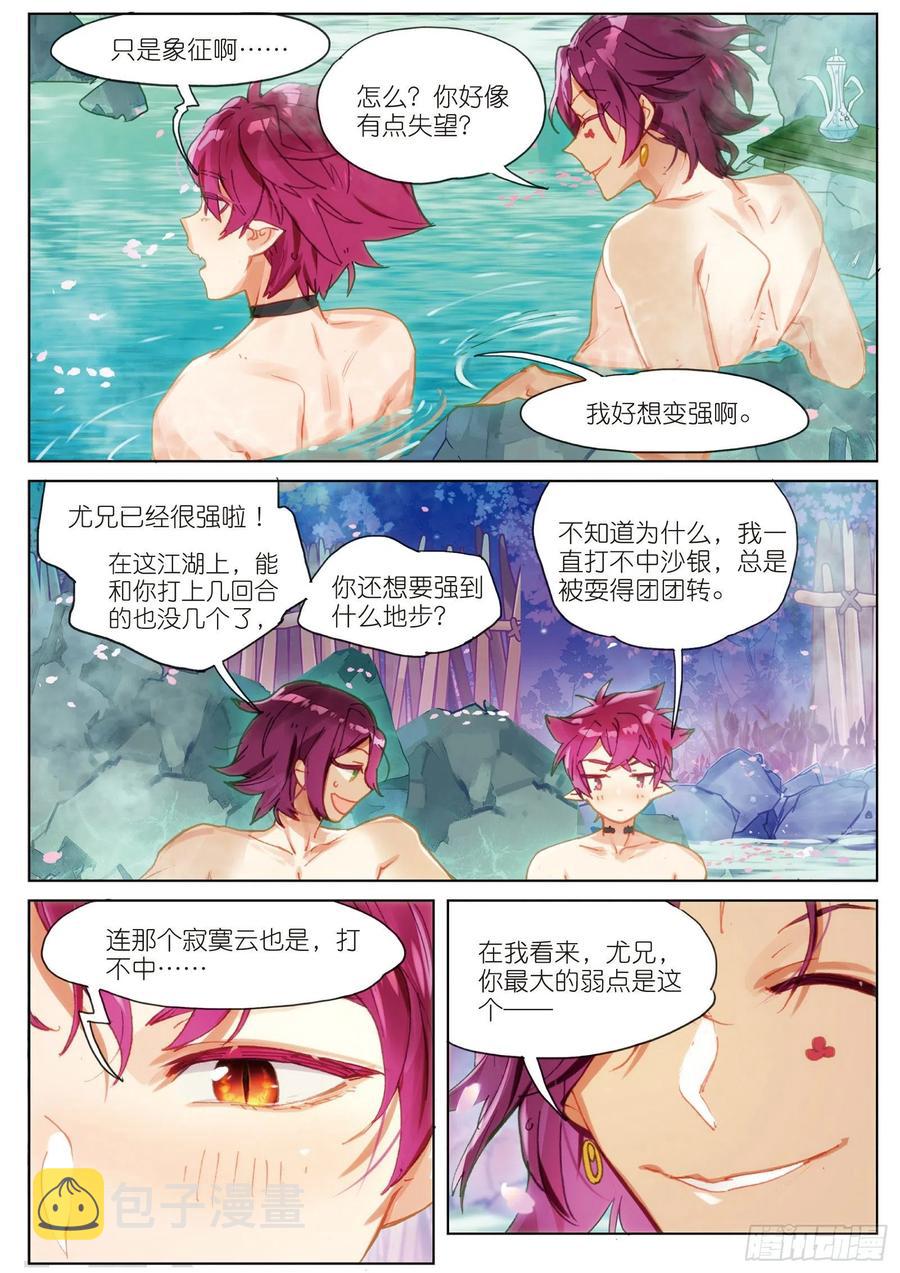 只是象征啊……
怎么？你好像
有点失望？
我好想变强啊。
尤兄已经很强啦！
在这江湖上，能
和你打上几回合
的也没几个了，
你还想要强到
什么地步？
不知道为什么，我一
直打不中沙银，总是
被耍得团团转。
连那个寂寞云也是，打
不中……
在我看来，尤兄，
你最大的弱点是这
个——
包子漫畫
腾讯动漫